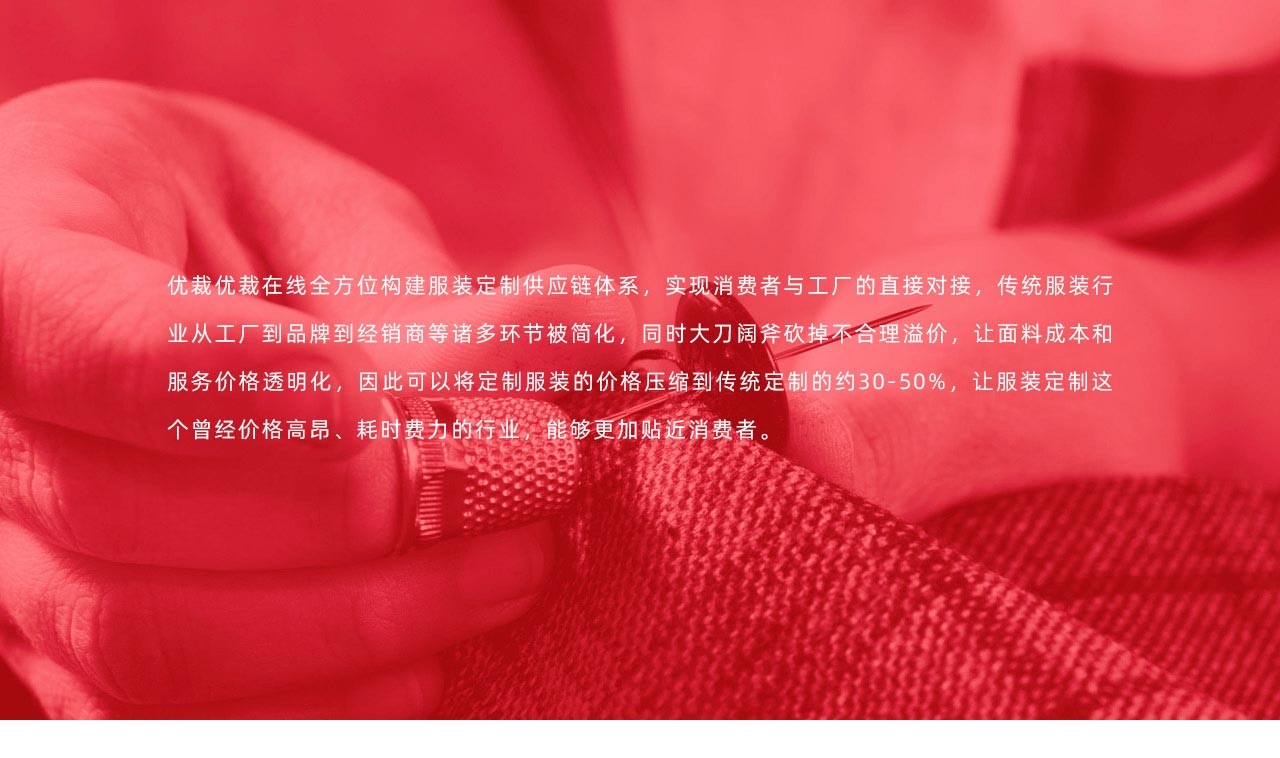 优裁优裁在线全方位构建服装定制供应链体系，实现消费者与工厂的直接对接，传统服装行
业从工厂到品牌到经销商等诸多环节被简化，同时大刀阔斧砍掉不合理溢价，让面料成本和
服务价格透明化，因此可以将定制服装的价格压缩到传统定制的约30-50%，让服装定制这
个曾经价格高昂、耗时费力的行业，能够更加贴近消费者。